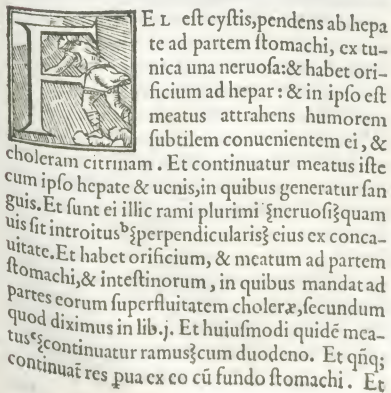 FEL eſt cyſtis,pendens ab hepa
te ad partem ſtomachi, ex tu-
nica una neruoſa:& habet ori-
ficium ad hepar: & in ipſo eſt
meatus attrahens humorem
ſubtilem conuenientem ei, &
choleram citrinam. Et continuatur meatus iſte
cum ipſo hepate & uenis,in quibus generatur ſan
guis.Et ſunt ei illic rami plurimi ⸾neruoſi⸾quam
uis ſit introitus ᵇ⸾perpendicularis⸾ eius ex conca-
uitate.Et habet orificium, & meatum ad partem
ſtomachi,& inteſtinorum, in quibus mandat ad
partes eorum ſuperfluitatem choleræ,ſecundum
quod diximus in lib.j. Et huiuſmodi quidē mea-
tus ᶜ⸾continuatur ramus⸾cum duodeno. Et qñq;
continuat̃ res ꝑua ex eo cū fundo ſtomachi. Et